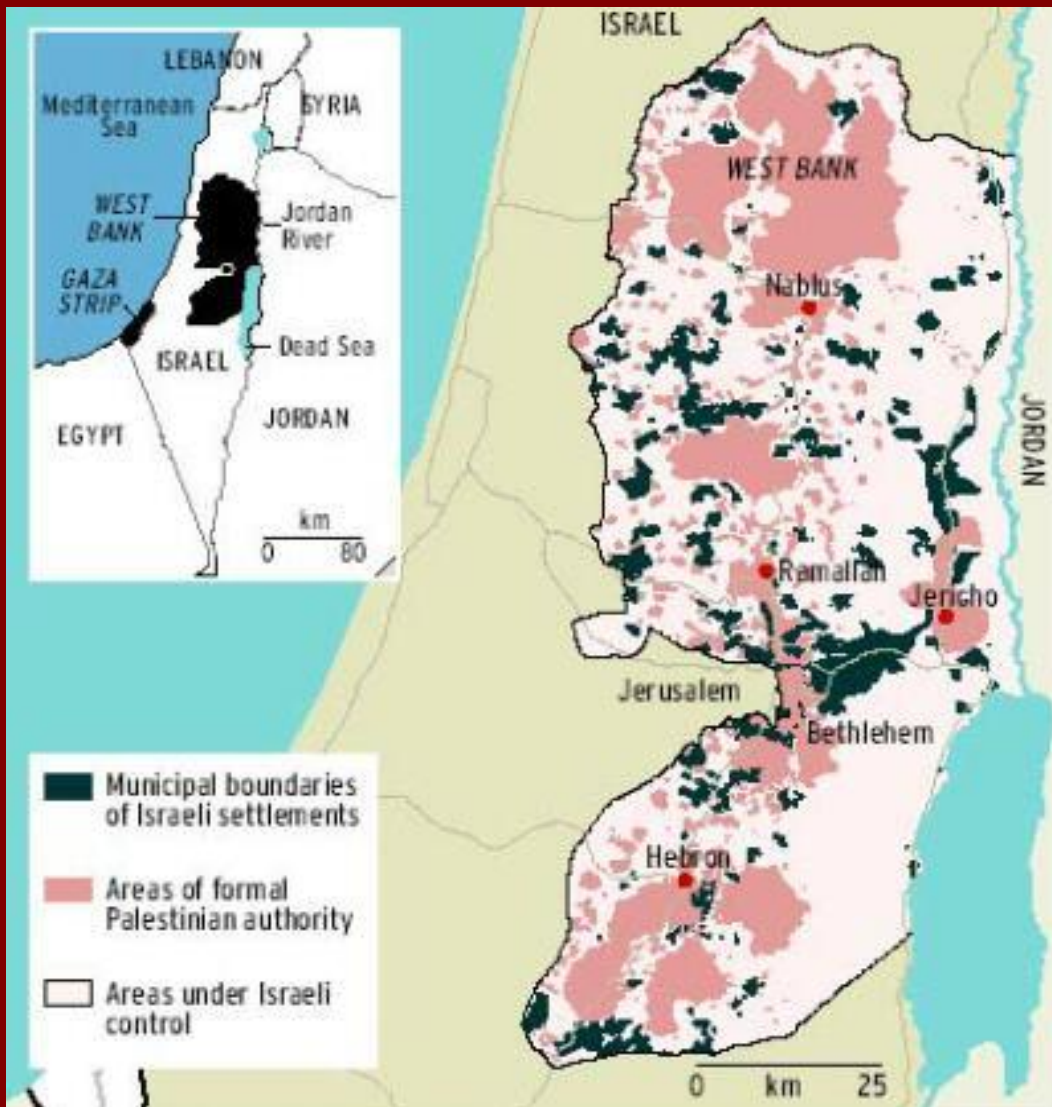 LEBANON
Mediterranean
Sea
SYRIA
WEST
BANK
Jordan
River
GAZA
STRIP
ISRAEL
Dead Sea
EGYPT
JORDAN
km
0 80
ISRAEL
WEST BANK
Nablus
JORDAN
Ramallah
Jericho
Jerusalem
Bethlehem
Hebron
Municipal boundaries
of Israeli settlements
Areas of formal
Palestinian authority
Areas under Israeli
control
0 km 25